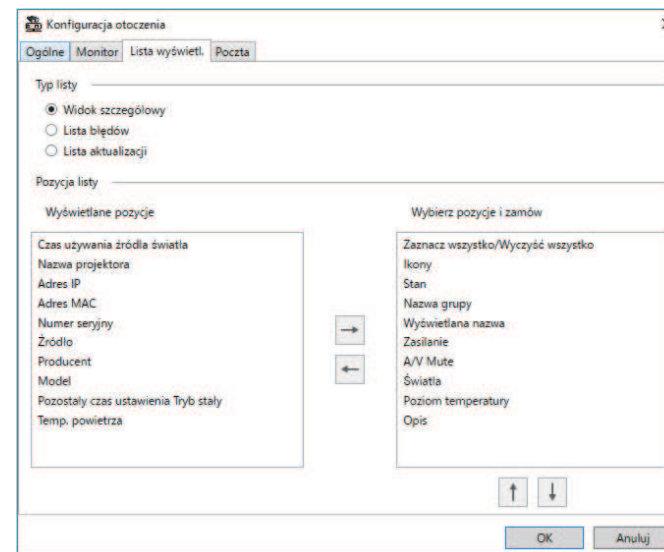 Konfiguracja otoczenia
Ogólne Monitor Lista wyświetl. Poczta
Typ listy
Widok szczegółowy
Lista błędów
Lista aktualizacji
Pozycja listy
Wyświetlane pozycje
Czas używania źródła światła
Nazwa projektora
Adres IP
Adres MAC
Numer seryjny
Źródło
Producent
Model
Pozostały czas ustawienia Tryb stały
Temp. powietrza
Wybierz pozycje i zamów
Zaznacz wszystko/Wyczyść wszystko
Ikony
Stan
Nazwa grupy
Wyświetlana nazwa
Zasilanie
A/V Mute
Światła
Poziom temperatury
Opis
OK Anuluj